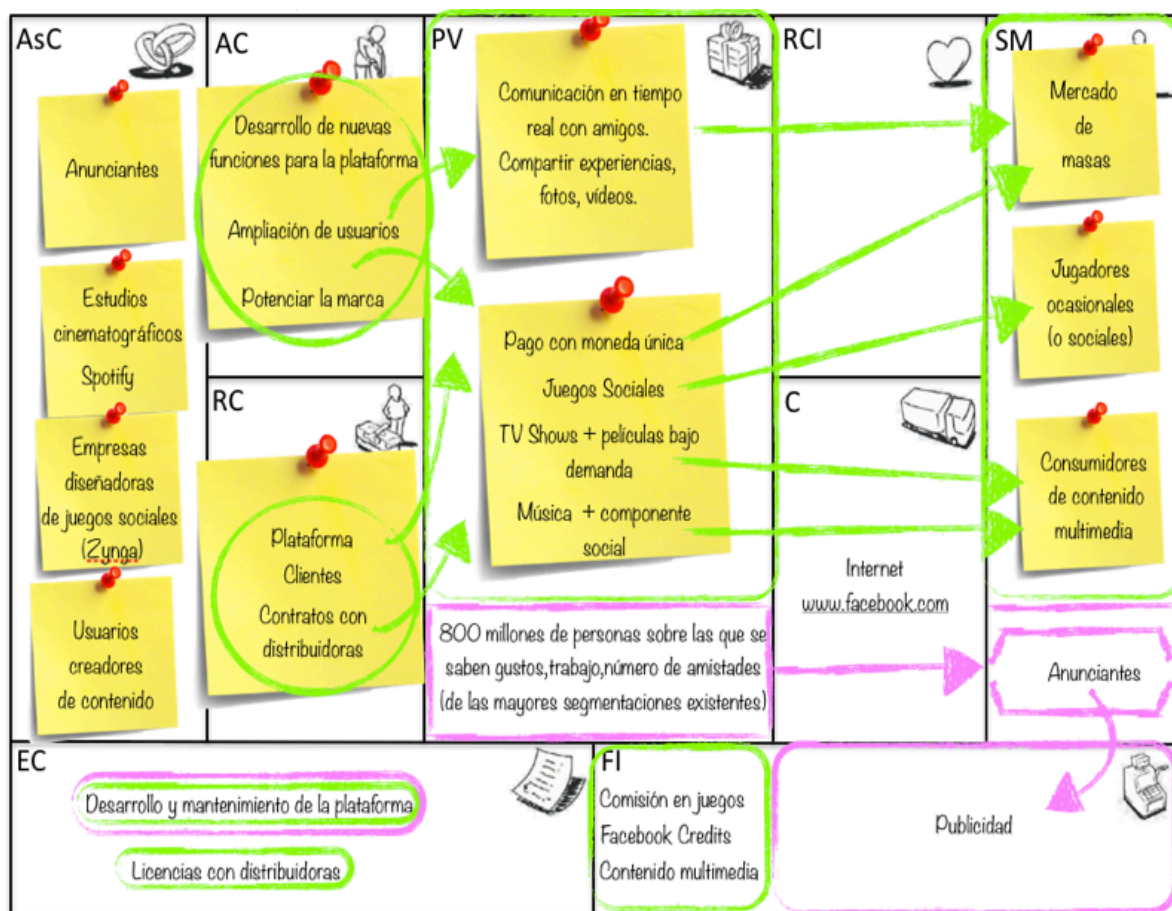 AsC
Anunciantes
Estudios
cinematográficos
Spotify
Empresas
diseñadoras
de juegos sociales
(Zynga)
Usuarios
creadores
de contenido
AC
Desarrollo de nuevas
funciones para la plataforma
Ampliación de usuarios
Potenciar la marca
RC
Plataforma
Clientes
Contratos con
distribuidoras
PV
Comunicación en tiempo
real con amigos.
Compartir experiencias,
fotos, vídeos.
Pago con moneda única
Juegos Sociales
TV Shows + películas bajo
demanda
Música + componente
social
800 millones de personas sobre las que se
saben gustos,trabajo,número de amistades
(de las mayores segmentaciones existentes)
RCI
C
Internet
www.facebook.com
SM
Mercado
de
masas
Jugadores
ocasionales
(o sociales)
Consumidores
de contenido
multimedia
Anunciantes
EC
Desarrollo y mantenimiento de la plataforma
Licencias con distribuidoras
FI
Comisión en juegos
Facebook Credits
Contenido multimedia
Publicidad